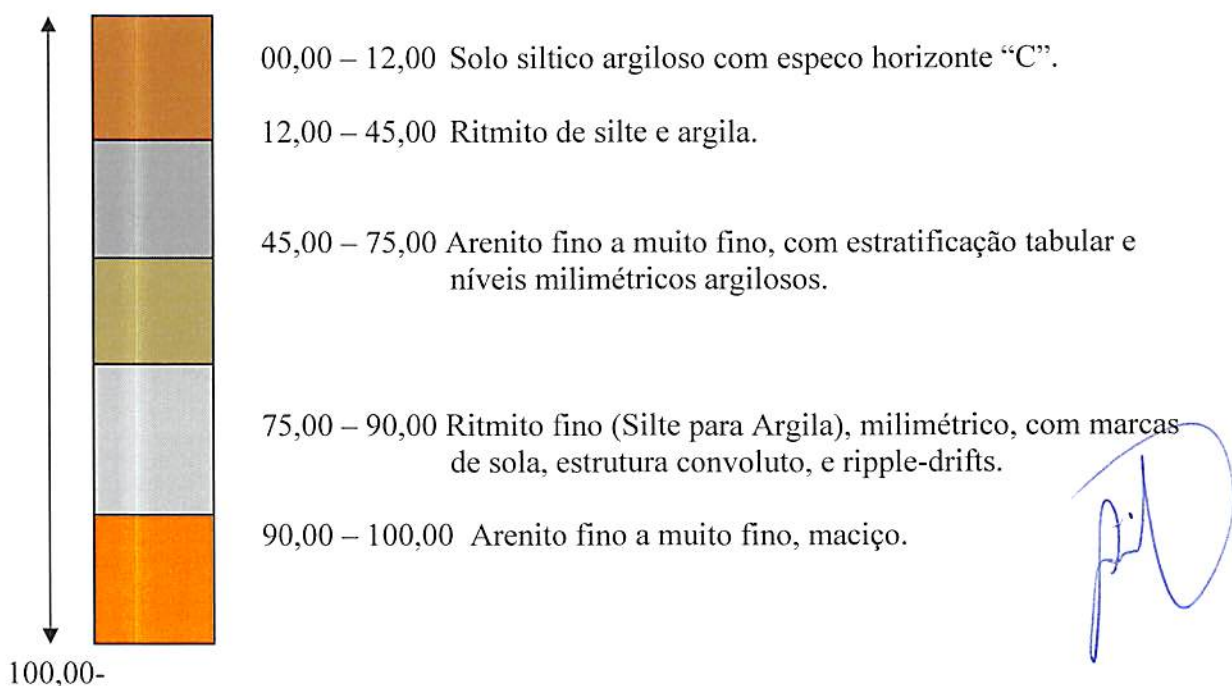 00,00 – 12,00 Solo siltico argiloso com especo horizonte “C”.
12,00 – 45,00 Ritmito de silte e argila.
45,00 – 75,00 Arenito fino a muito fino, com estratificação tabular e
níveis milimétricos argilosos.
75,00 – 90,00 Ritmito fino (Silte para Argila), milimétrico, com marcas
de sola, estrutura convoluto, e ripple-drifts.
90,00 – 100,00 Arenito fino a muito fino, maciço.
100,00-